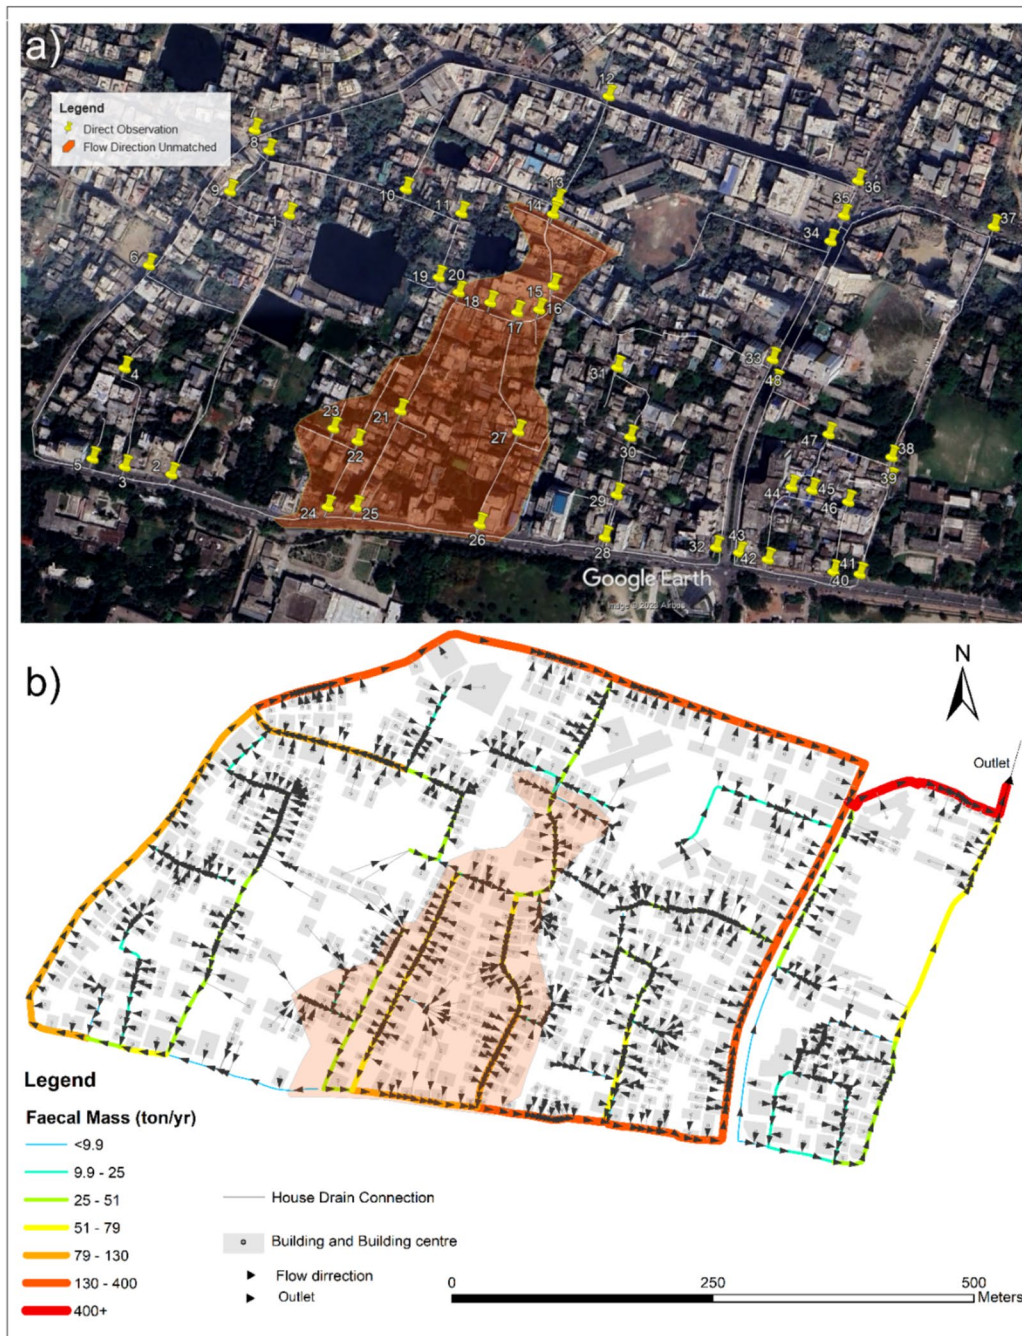 a)
Legend
Direct Observation
Flow Direction Unmatched
12
8
13
36
9
10
35
1
11
14
37
34
6
19
20
15
18
16
17
33
31
48
4
23
21
47
22
27
38
30
5
3
2
39
44
45
29
46
24
25
26
43
32
28
42
41
40
Google Earth
Image © 2023 Airbus
b)
N
Outlet
Legend
Faecal Mass (ton/yr)
<9.9
9.9 - 25
25 - 51
51 - 79
79 - 130
130 - 400
400+
House Drain Connection
Building and Building centre
Flow dirrection
Outlet
0 250 500
Meters